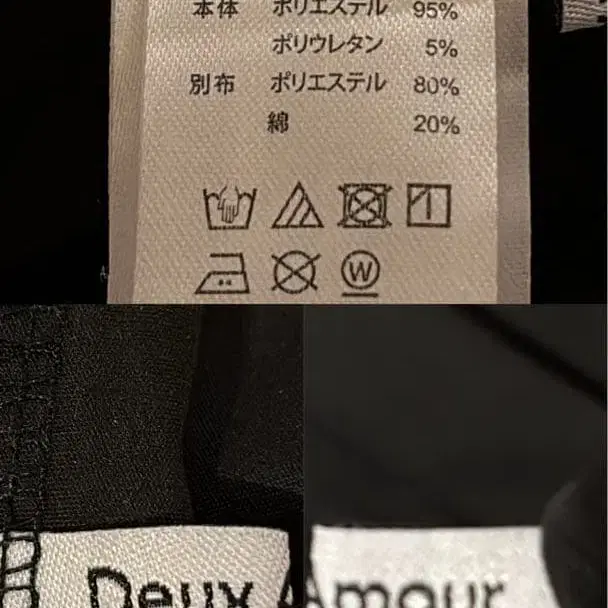 本体 ポリエステル 95%
ポリウレタン 5%
別布 ポリエステル 80%
綿 20%
W
Deux Amour